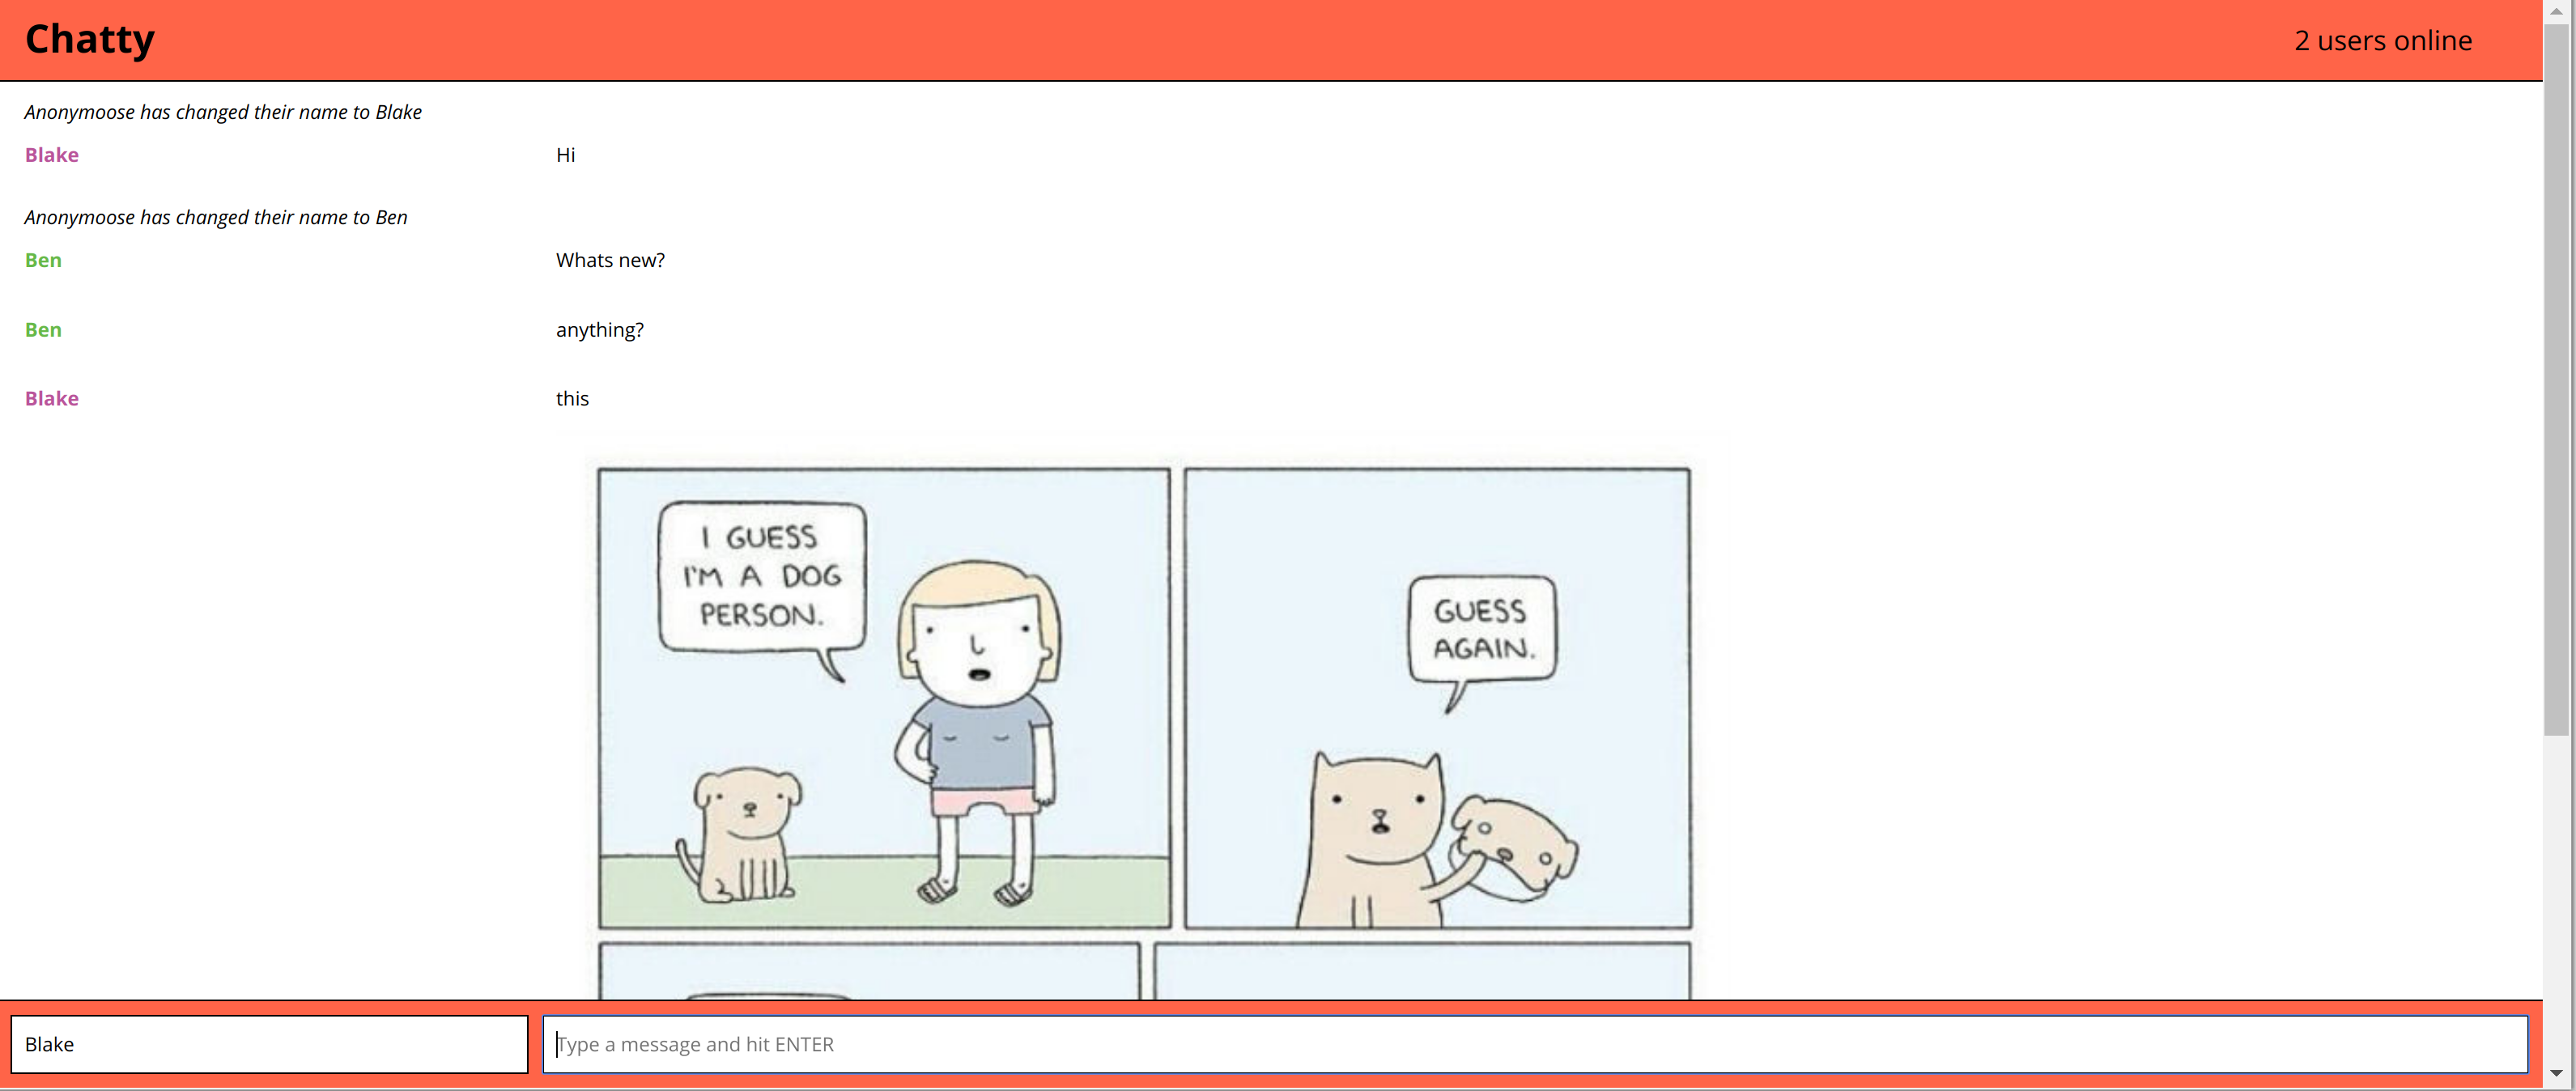 Chatty
2 users online
Anonymoose has changed their name to Blake
Blake
Hi
Anonymoose has changed their name to Ben
Ben
Whats new?
Ben
anything?
Blake
this
I GUESS
I'M A DOG
PERSON.
GUESS
AGAIN.
Blake
Type a message and hit ENTER